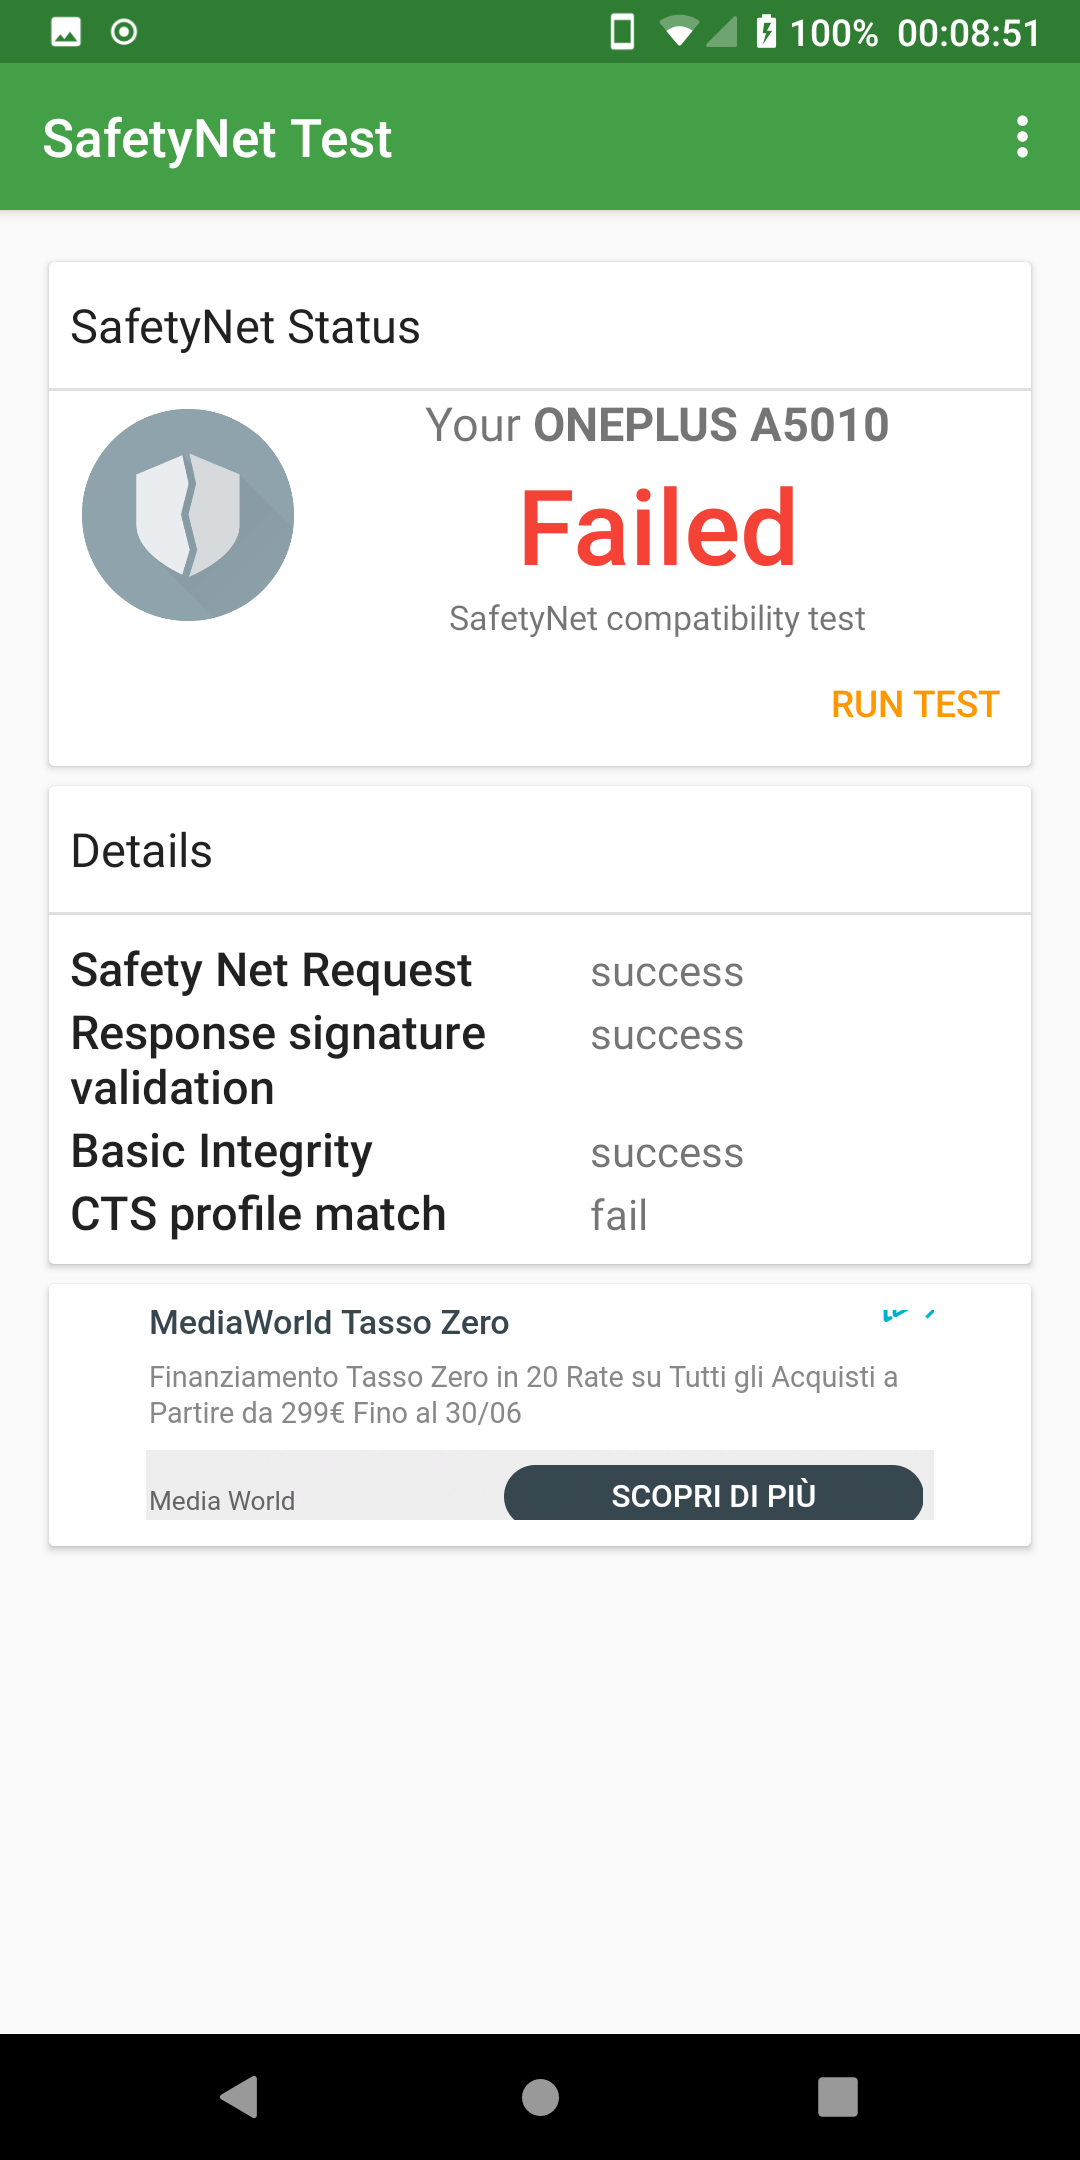 100% 00:08:51
SafetyNet Test
SafetyNet Status
Your ONEPLUS A5010
Failed
SafetyNet compatibility test
RUN TEST
Details
Safety Net Request success
Response signature success
validation
Basic Integrity success
CTS profile match fail
MediaWorld Tasso Zero
Finanziamento Tasso Zero in 20 Rate su Tutti gli Acquisti a
Partire da 299€ Fino al 30/06
Media World
SCOPRI DI PIÙ